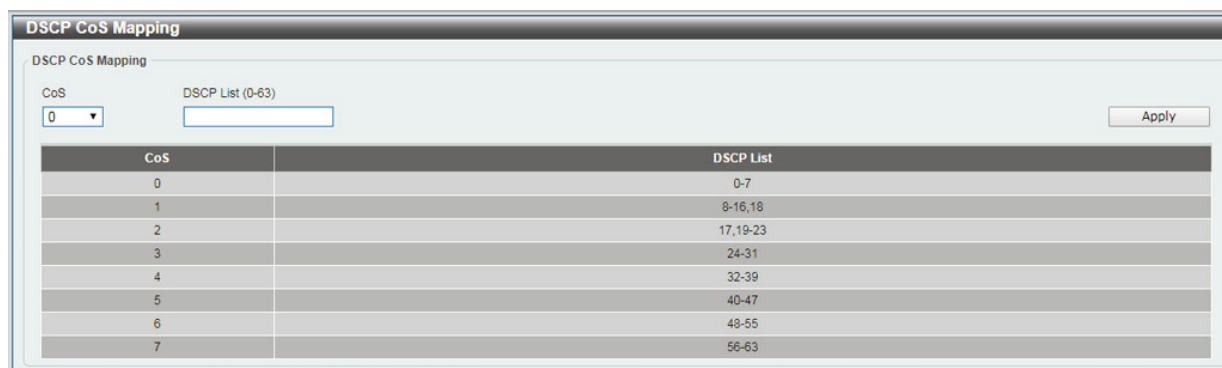 DSCP CoS Mapping
DSCP CoS Mapping
CoS DSCP List (0-63)
0 Apply
CoS DSCP List
0 0-7
1 8-16,18
2 17,19-23
3 24-31
4 32-39
5 40-47
6 48-55
7 56-63